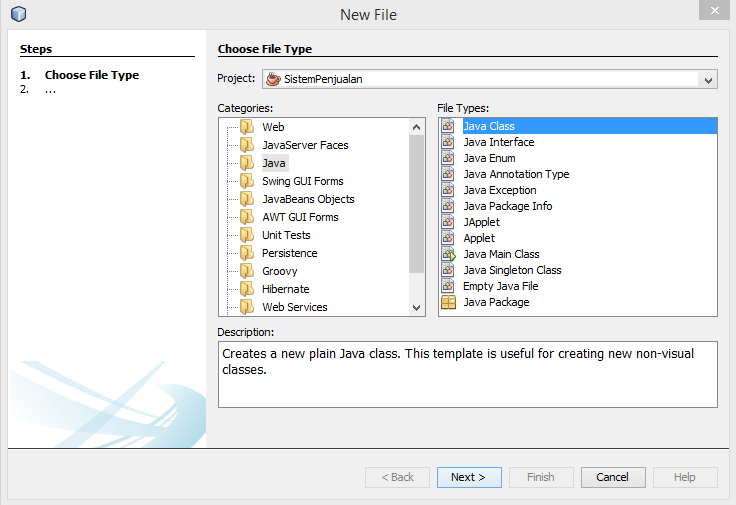 New File
Steps
1. Choose File Type
2. ...
Choose File Type
Project: SistemPenjualan
Categories:
Web
JavaServer Faces
Java
Swing GUI Forms
JavaBeans Objects
AWT GUI Forms
Unit Tests
Persistence
Groovy
Hibernate
Web Services
File Types:
Java Class
Java Interface
Java Enum
Java Annotation Type
Java Exception
Java Package Info
JApplet
Applet
Java Main Class
Java Singleton Class
Empty Java File
Java Package
Description:
Creates a new plain Java class. This template is useful for creating new non-visual
classes.
< Back
Next >
Finish
Cancel
Help